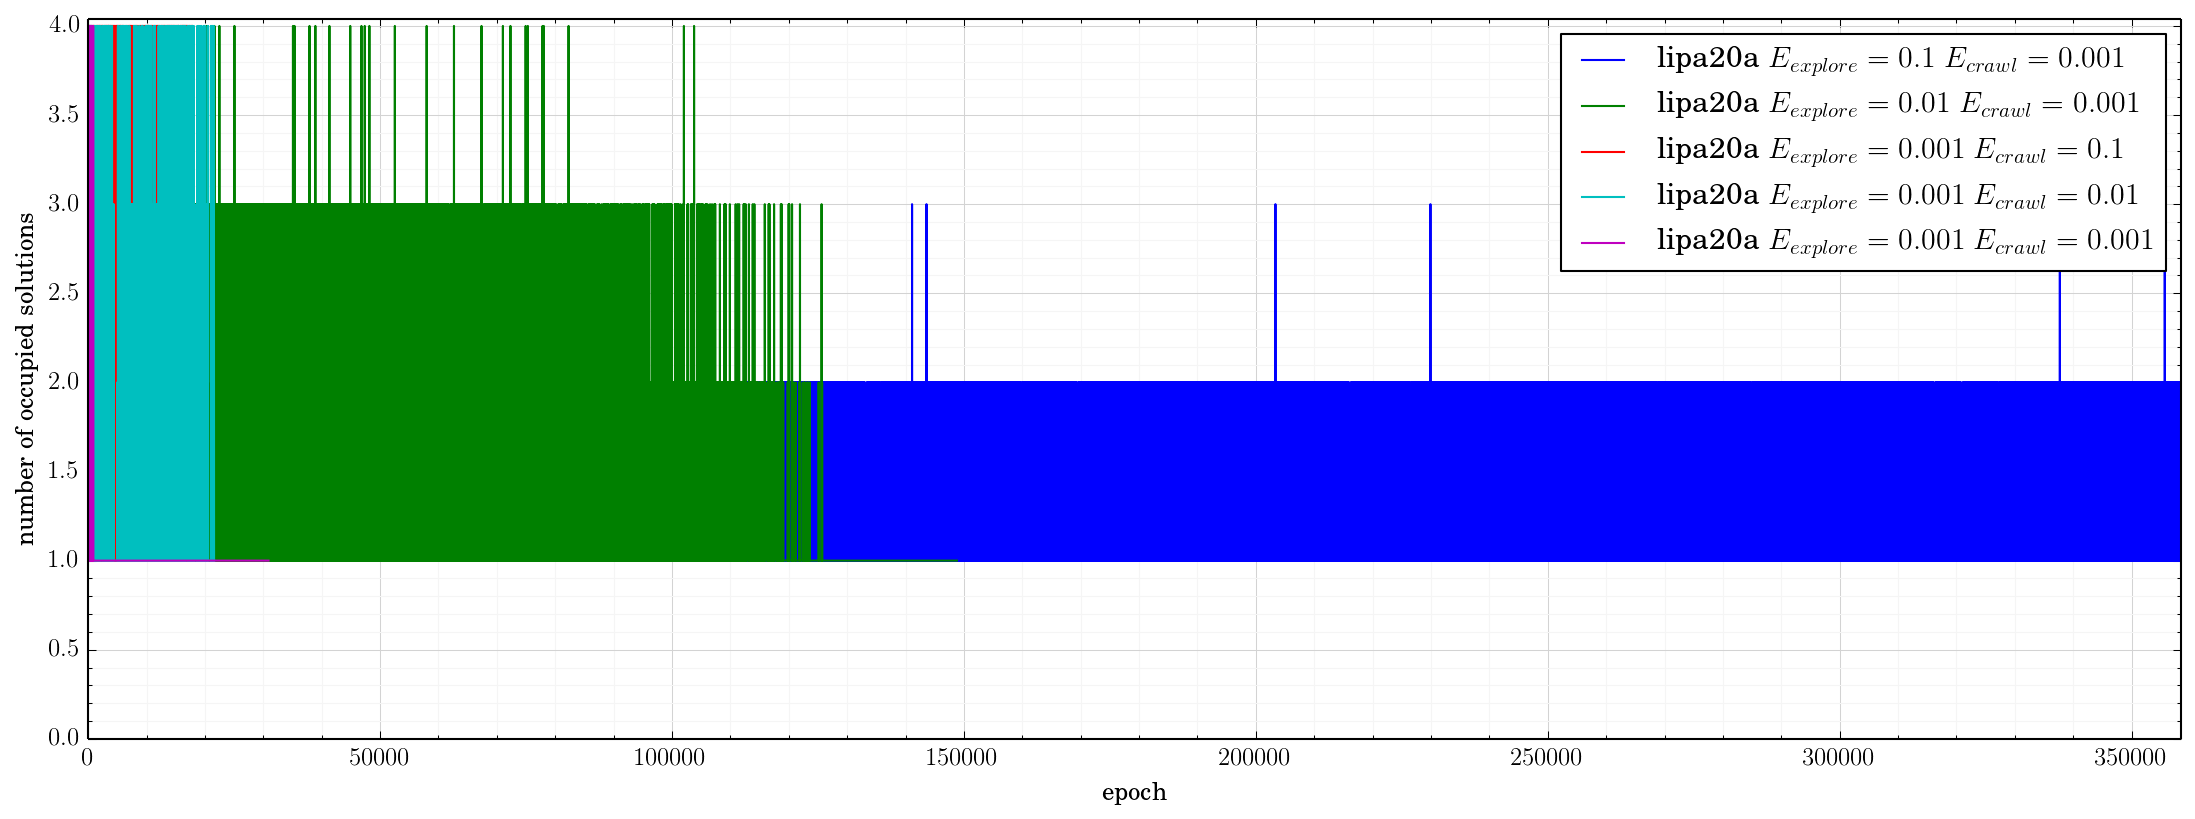 4.0
3.5
3.0
2.5
2.0
1.5
1.0
0.5
0.0
number of occupied solutions
0 50000 100000 150000 200000 250000 300000 350000
epoch
lipa20a E_explore = 0.1 E_crawl = 0.001
lipa20a E_explore = 0.01 E_crawl = 0.001
lipa20a E_explore = 0.001 E_crawl = 0.1
lipa20a E_explore = 0.001 E_crawl = 0.01
lipa20a E_explore = 0.001 E_crawl = 0.001